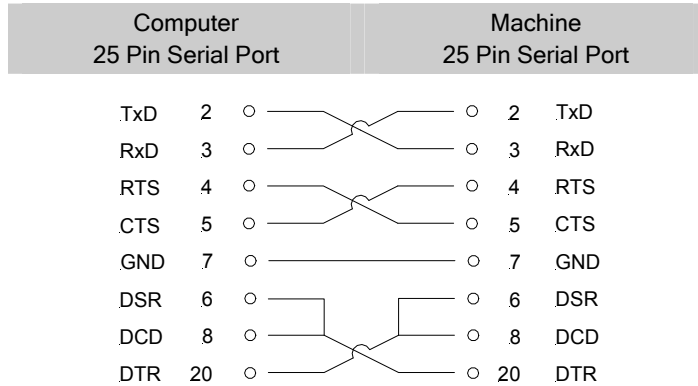 Computer Machine
25 Pin Serial Port 25 Pin Serial Port
TxD 2 2 TxD
RxD 3 3 RxD
RTS 4 4 RTS
CTS 5 5 CTS
GND 7 7 GND
DSR 6 6 DSR
DCD 8 8 DCD
DTR 20 20 DTR